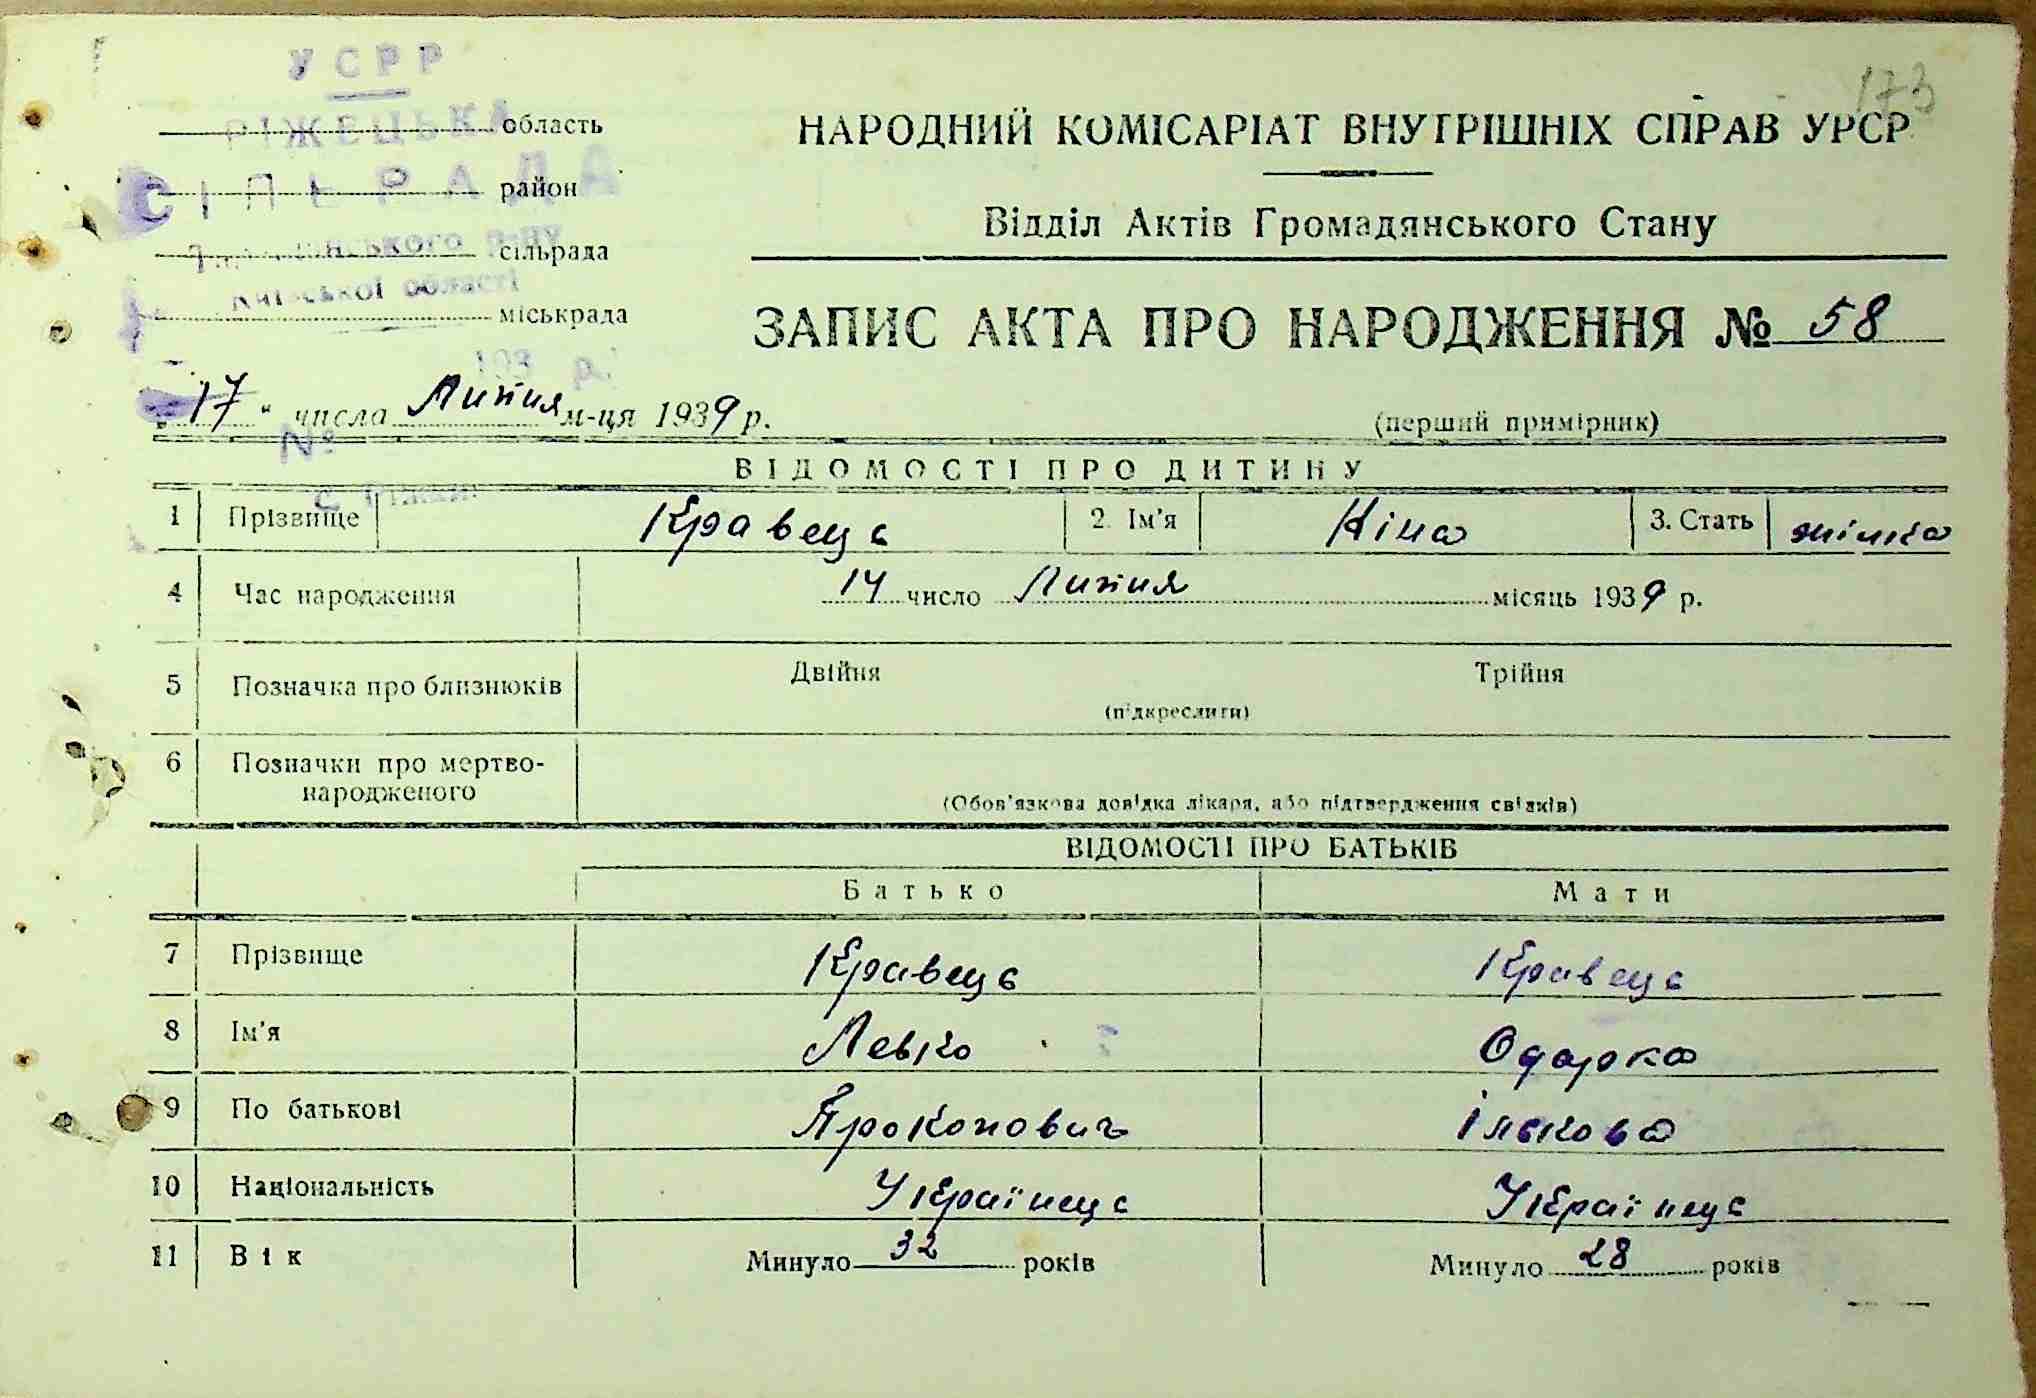 173
УСРР
РІЖЕЦЬКА
область
СІЛЬРАДА
район
сільрада
Київської області
міськрада
193 р.
№
НАРОДНИЙ КОМІСАРІАТ ВНУТРІШНІХ СПРАВ УРСР
Відділ Актів Громадянського Стану
ЗАПИС АКТА ПРО НАРОДЖЕННЯ № 58
„17“ числа Липня м-ця 1939 р.
(перший примірник)
ВІДОМОСТІ ПРО ДИТИНУ
1 Прізвище Кравець 2. Ім'я Ніна 3. Стать жінка
4 Час народження 14 число Липня місяць 1939 р.
5 Позначка про близнюків Двійня Трійня
(підкреслити)
6 Позначки про мертво-
народженого
(Обов'язкова довідка лікаря, або підтвердження свідків)
ВІДОМОСТІ ПРО БАТЬКІВ
Батько Мати
7 Прізвище Кравець Кравець
8 Ім'я Левко Одарка
9 По батькові Прокопович Ількова
10 Національність Українець Українець
11 Вік Минуло 32 років Минуло 28 років